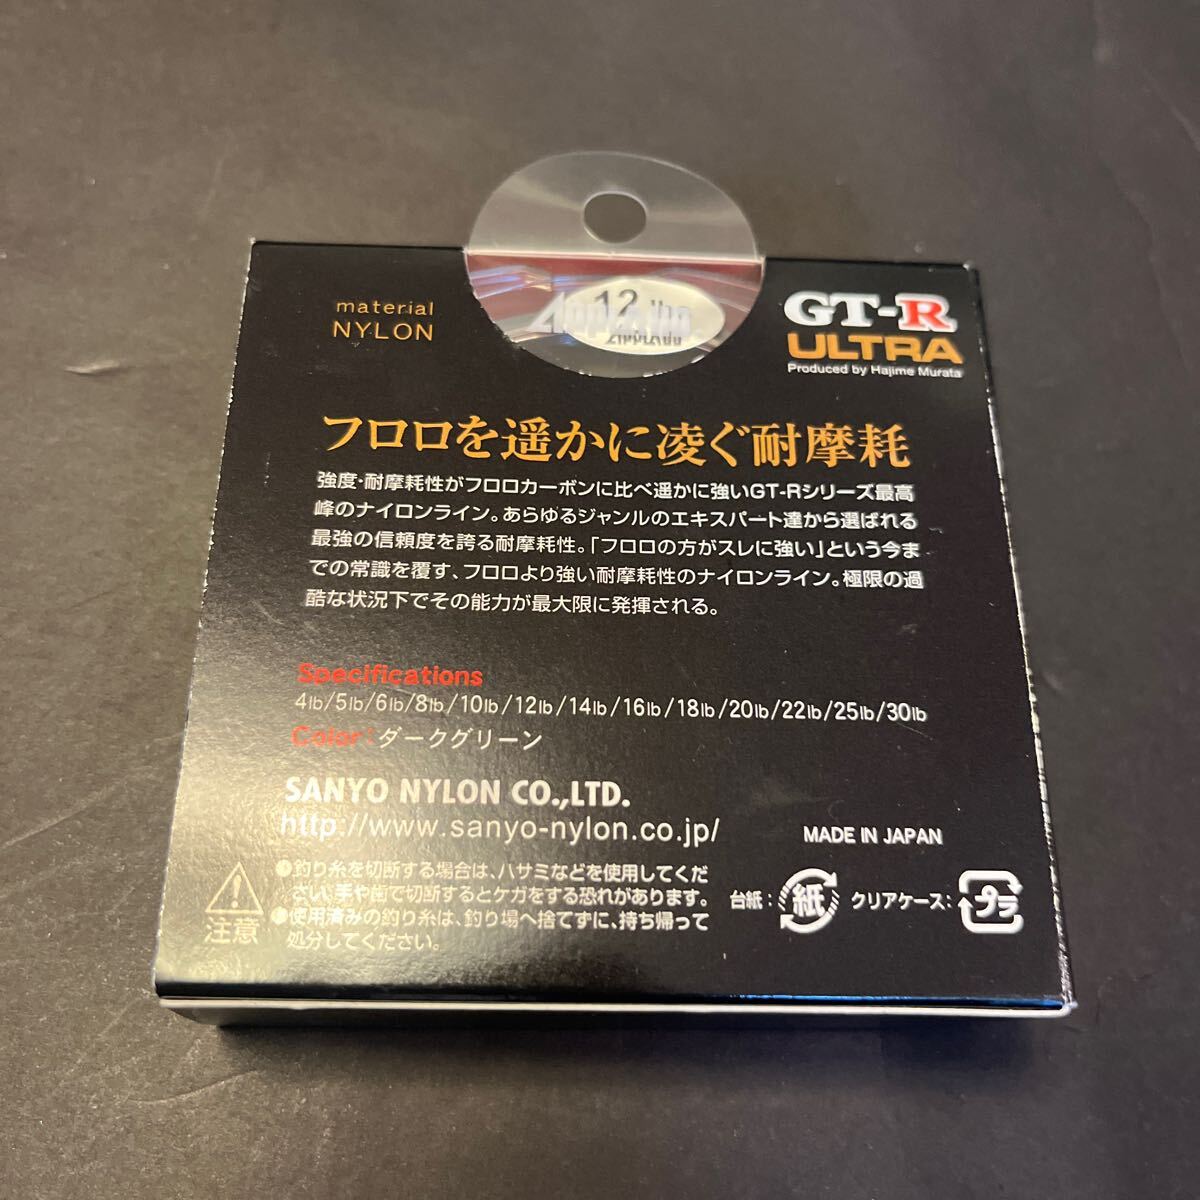 material
NYLON
12 lbs
APPLAUD
GT-R
ULTRA
Produced by Hajime Murata
フロロを遥かに凌ぐ耐摩耗
強度・耐摩耗性がフロロカーボンに比べ遥かに強いGT-Rシリーズ最高
峰のナイロンライン。あらゆるジャンルのエキスパート達から選ばれる
最強の信頼度を誇る耐摩耗性。「フロロの方がスレに強い」という今ま
での常識を覆す、フロロより強い耐摩耗性のナイロンライン。極限の過
酷な状況下でその能力が最大限に発揮される。
Specifications
4lb/5lb/6lb/8lb/10lb/12lb/14lb/16lb/18lb/20lb/22lb/25lb/30lb
Color:ダークグリーン
SANYO NYLON CO.,LTD.
http://www.sanyo-nylon.co.jp/
MADE IN JAPAN
注意
●釣り糸を切断する場合は、ハサミなどを使用してくだ
さい。手や歯で切断するとケガをする恐れがあります。
●使用済みの釣り糸は、釣り場へ捨てずに、持ち帰って
処分してください。
台紙:紙
クリアケース:プラ